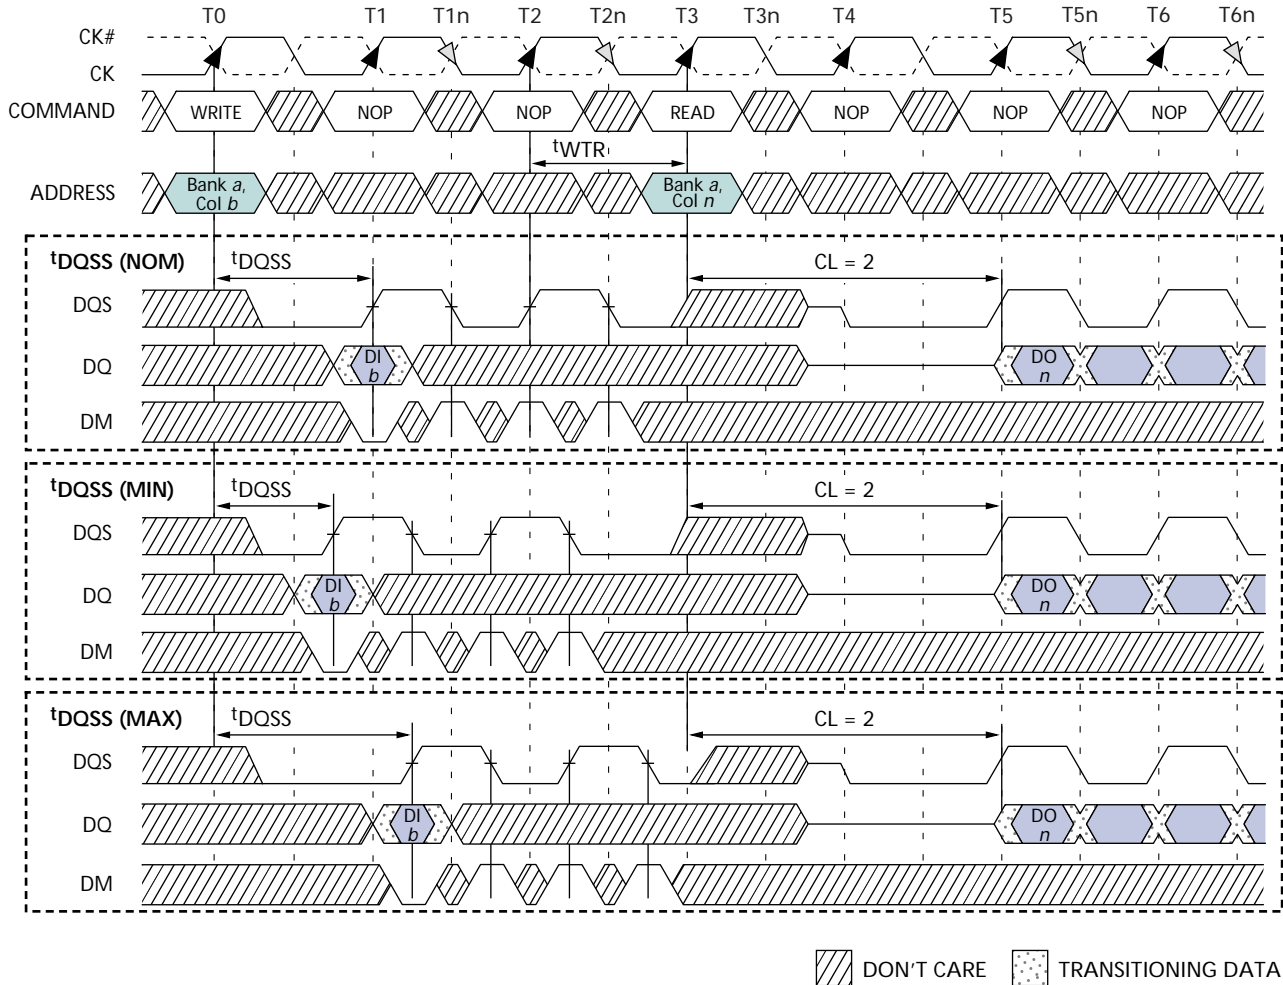 T0 T1 T1n T2 T2n T3 T3n T4 T5 T5n T6 T6n
CK#
CK
COMMAND WRITE NOP NOP READ NOP NOP NOP
tWTR
ADDRESS Bank a, Col b Bank a, Col n
tDQSS (NOM) tDQSS CL = 2
DQS
DQ DI b DO n
DM
tDQSS (MIN) tDQSS CL = 2
DQS
DQ DI b DO n
DM
tDQSS (MAX) tDQSS CL = 2
DQS
DQ DI b DO n
DM
DON'T CARE TRANSITIONING DATA